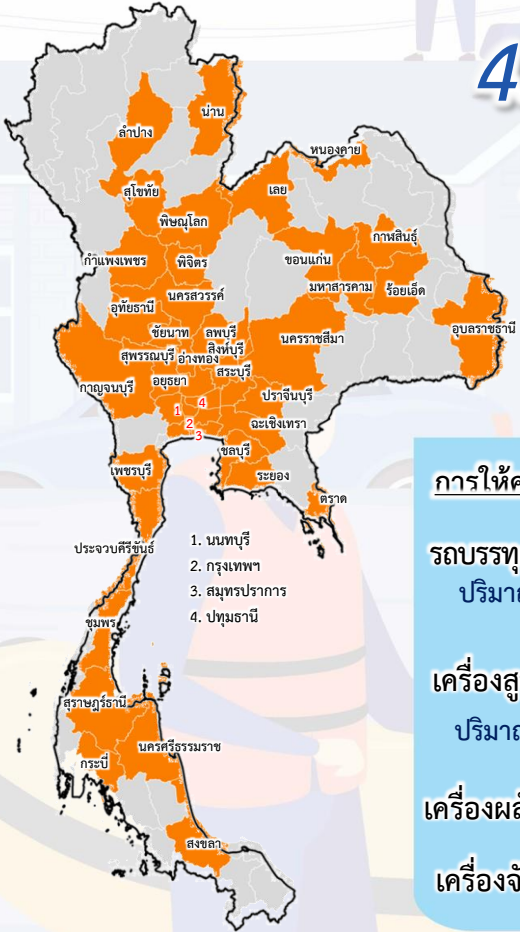 4
น่าน
ลำปาง
หนองคาย
เลย
สุโขทัย
พิษณุโลก
กาฬสินธุ์
กำแพงเพชร
พิจิตร
ขอนแก่น
มหาสารคาม
ร้อยเอ็ด
นครสวรรค์
อุทัยธานี
อุบลราชธานี
ชัยนาท
ลพบุรี
นครราชสีมา
สิงห์บุรี
สุพรรณบุรี
อ่างทอง
สระบุรี
กาญจนบุรี
อยุธยา
ปราจีนบุรี
4
1
2
3
ฉะเชิงเทรา
ชลบุรี
เพชรบุรี
ระยอง
ตราด
ประจวบคีรีขันธ์
1. นนทบุรี
2. กรุงเทพฯ
3. สมุทรปราการ
4. ปทุมธานี
ชุมพร
สุราษฎร์ธานี
นครศรีธรรมราช
กระบี่
สงขลา
การให้ค
รถบรรทุ
ปริมาณ
เครื่องสู
ปริมาณ
เครื่องผลั
เครื่องจั